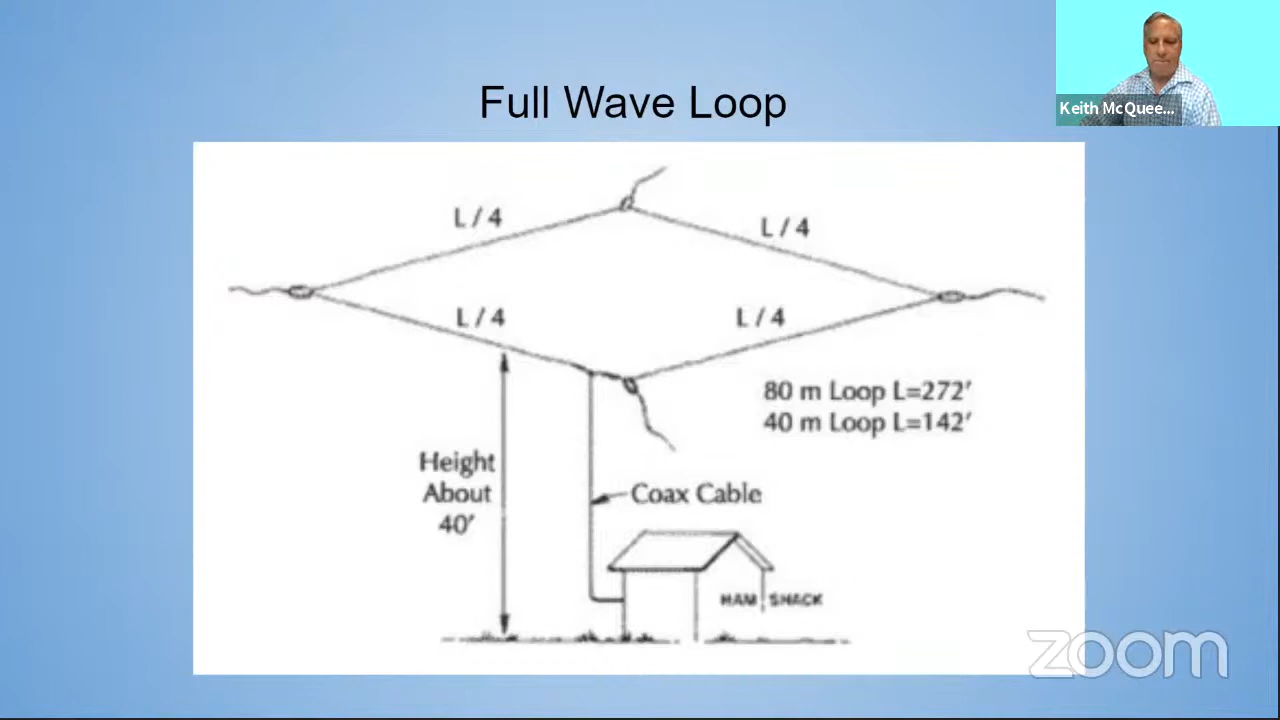 Full Wave Loop
Keith McQuee...
L / 4
L / 4
L / 4
L / 4
80 m Loop L=272′
40 m Loop L=142′
Height
About
40′
Coax Cable
HAM SHACK
zoom